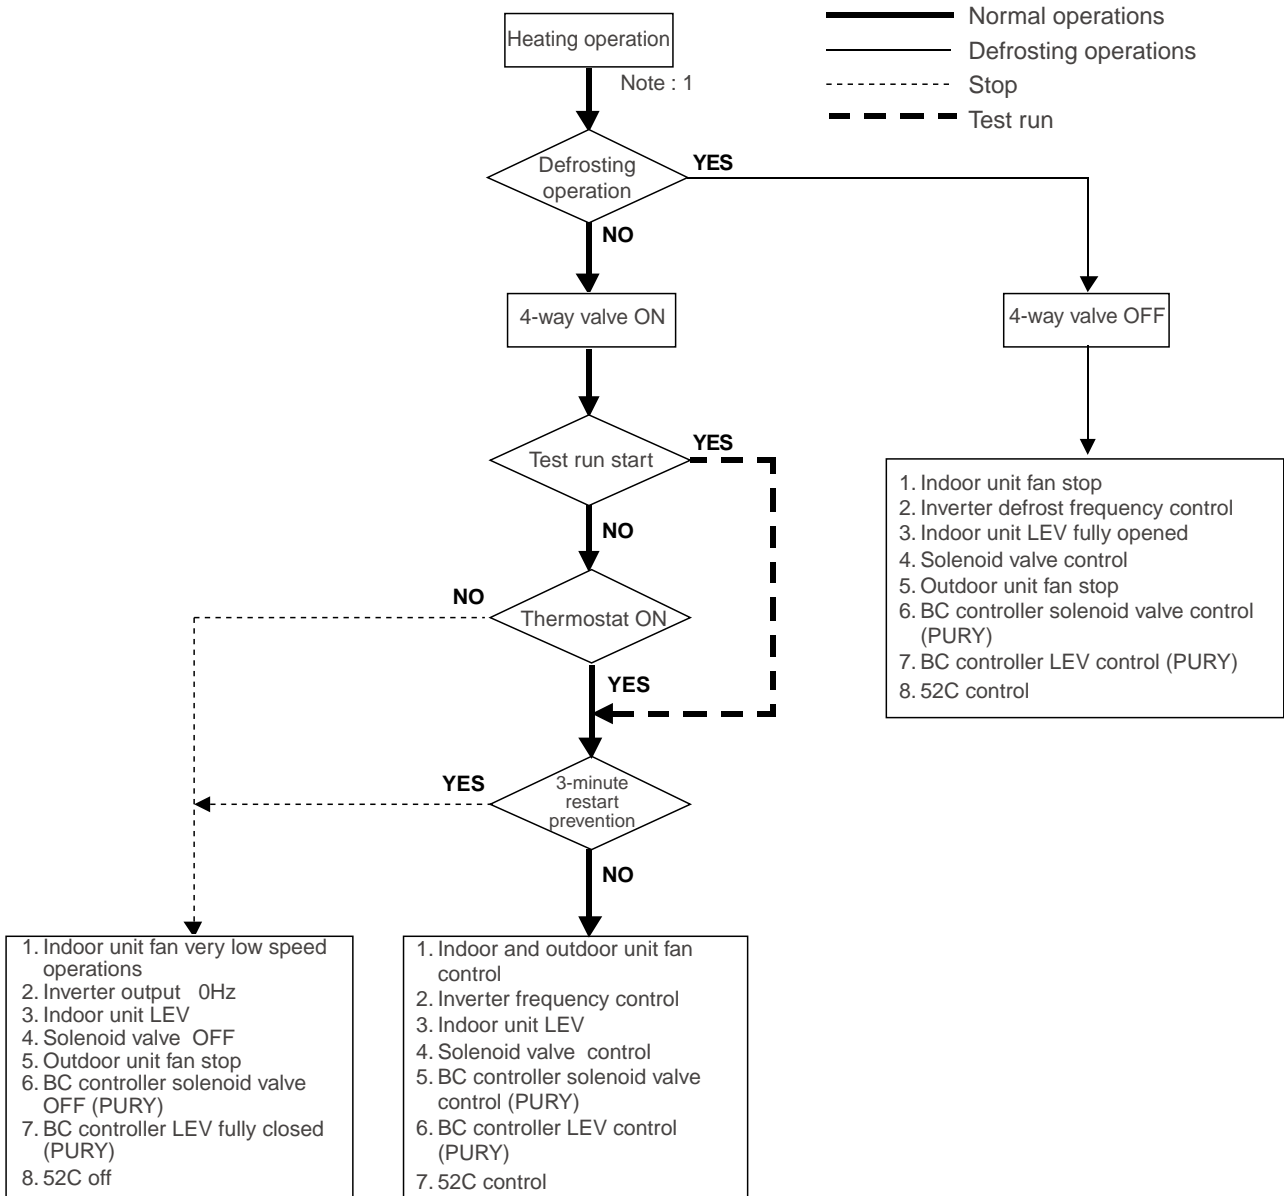 Normal operations
Heating operation
Defrosting operations
Note : 1
Stop
Test run
Defrosting
operation
YES
NO
4-way valve ON
4-way valve OFF
Test run start
YES
NO
1. Indoor unit fan stop
2. Inverter defrost frequency control
3. Indoor unit LEV fully opened
4. Solenoid valve control
5. Outdoor unit fan stop
6. BC controller solenoid valve control
(PURY)
7. BC controller LEV control (PURY)
8. 52C control
NO
Thermostat ON
YES
YES
3-minute
restart
prevention
NO
1. Indoor unit fan very low speed
operations
2. Inverter output 0Hz
3. Indoor unit LEV
4. Solenoid valve OFF
5. Outdoor unit fan stop
6. BC controller solenoid valve
OFF (PURY)
7. BC controller LEV fully closed
(PURY)
8. 52C off
1. Indoor and outdoor unit fan
control
2. Inverter frequency control
3. Indoor unit LEV
4. Solenoid valve control
5. BC controller solenoid valve
control (PURY)
6. BC controller LEV control
(PURY)
7. 52C control